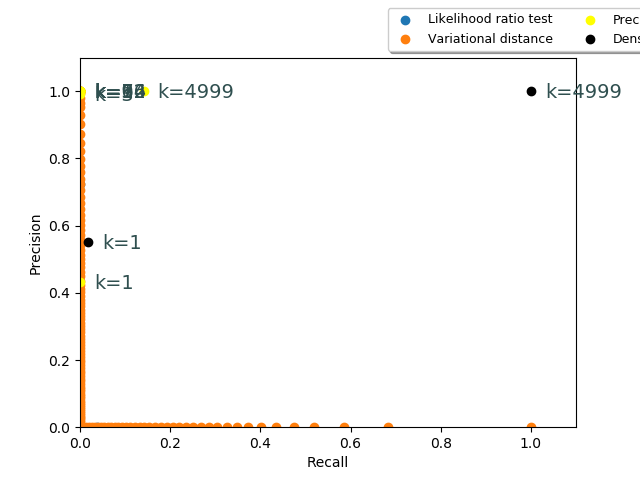 Likelihood ratio test
Prec
Variational distance
Dens
1.0
k=4999
k=4999
0.8
0.6
k=1
k=1
0.4
0.2
0.0
0.0
0.2
0.4
0.6
0.8
1.0
Precision
Recall